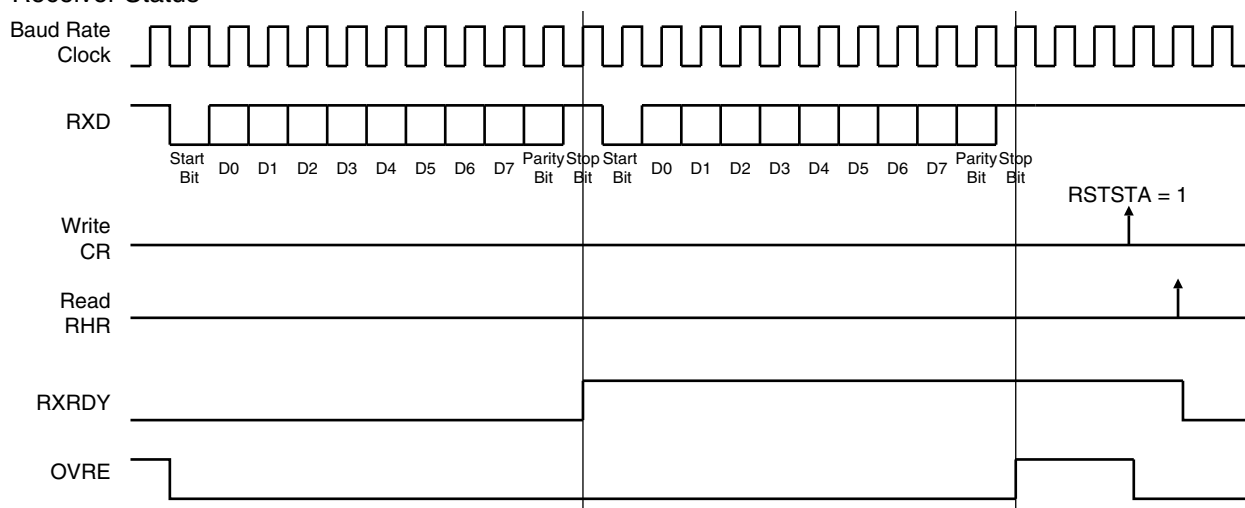 Receiver Status
Baud Rate
Clock
RXD
Start
Bit
D0
D1
D2
D3
D4
D5
D6
D7
Parity
Bit
Stop
Bit
Start
Bit
D0
D1
D2
D3
D4
D5
D6
D7
Parity
Bit
Stop
Bit
RSTSTA = 1
Write
CR
Read
RHR
RXRDY
OVRE